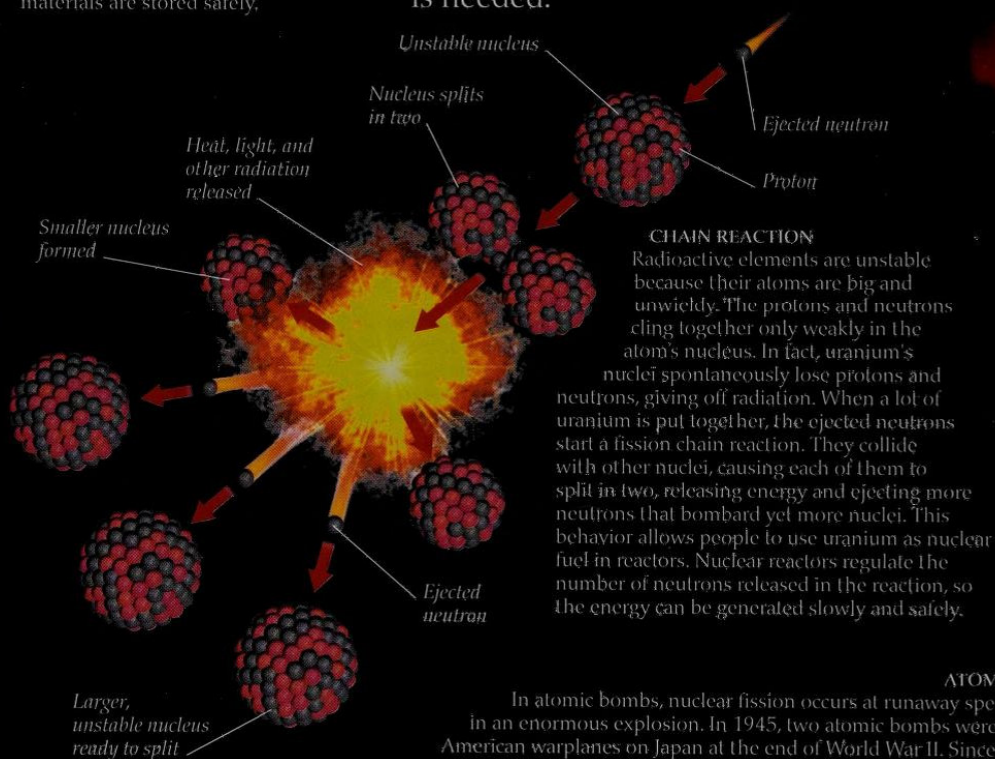 materials are stored safely.
is needed.
Unstable nucleus
Nucleus splits
in two
Ejected neutron
Heat, light, and
other radiation
released
Proton
Smaller nucleus
formed
CHAIN REACTION
Radioactive elements are unstable
because their atoms are big and
unwieldy. The protons and neutrons
cling together only weakly in the
atom's nucleus. In fact, uranium's
nuclei spontaneously lose protons and
neutrons, giving off radiation. When a lot of
uranium is put together, the ejected neutrons
start a fission chain reaction. They collide
with other nuclei, causing each of them to
split in two, releasing energy and ejecting more
neutrons that bombard yet more nuclei. This
behavior allows people to use uranium as nuclear
fuel in reactors. Nuclear reactors regulate the
number of neutrons released in the reaction, so
the energy can be generated slowly and safely.
Ejected
neutron
Larger,
unstable nucleus
ready to split
ATOM
In atomic bombs, nuclear fission occurs at runaway spe
in an enormous explosion. In 1945, two atomic bombs were
American warplanes on Japan at the end of World War II. Since